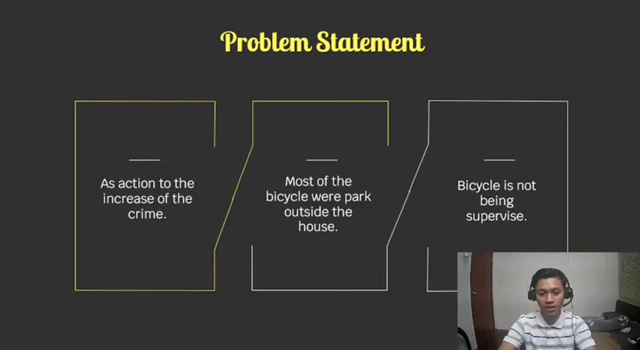 Problem Statement
As action to the
increase of the
crime.
Most of the
bicycle were park
outside the
house.
Bicycle is not
being
supervise.